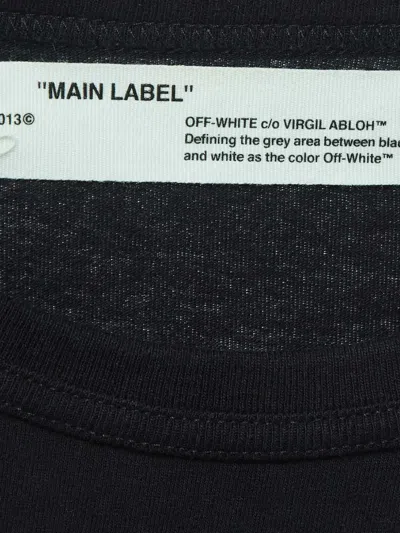 "MAIN LABEL"
013© OFF-WHITE c/o VIRGIL ABLOH™
Defining the grey area between blac
and white as the color Off-White™